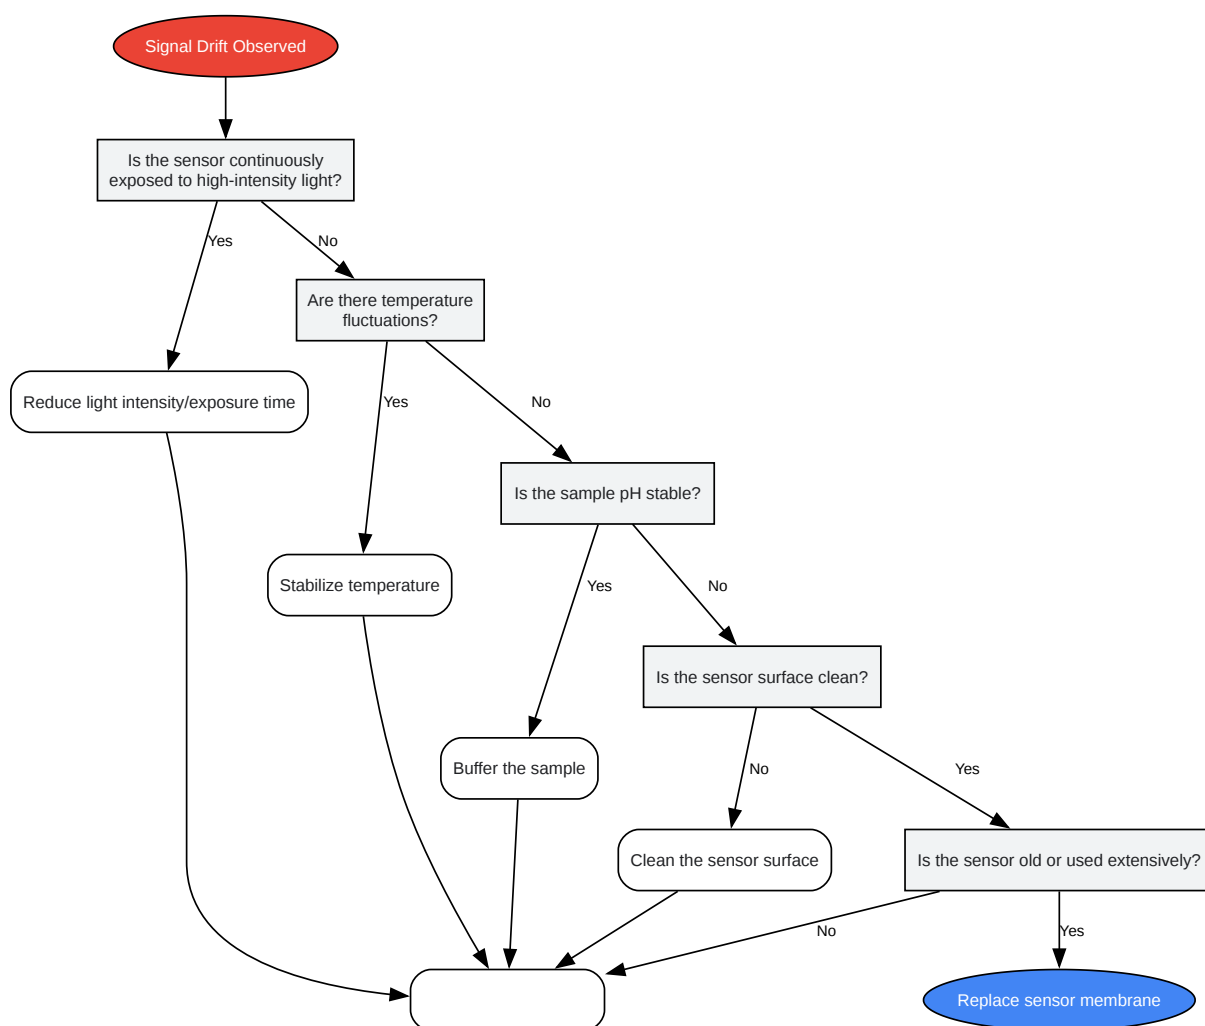 Signal Drift Observed
Is the sensor continuously
exposed to high-intensity light?
Yes
No
Are there temperature
fluctuations?
Reduce light intensity/exposure time
Yes
No
Is the sample pH stable?
Stabilize temperature
Yes
No
Is the sensor surface clean?
Buffer the sample
No
Yes
Clean the sensor surface
Is the sensor old or used extensively?
No
Yes
Replace sensor membrane